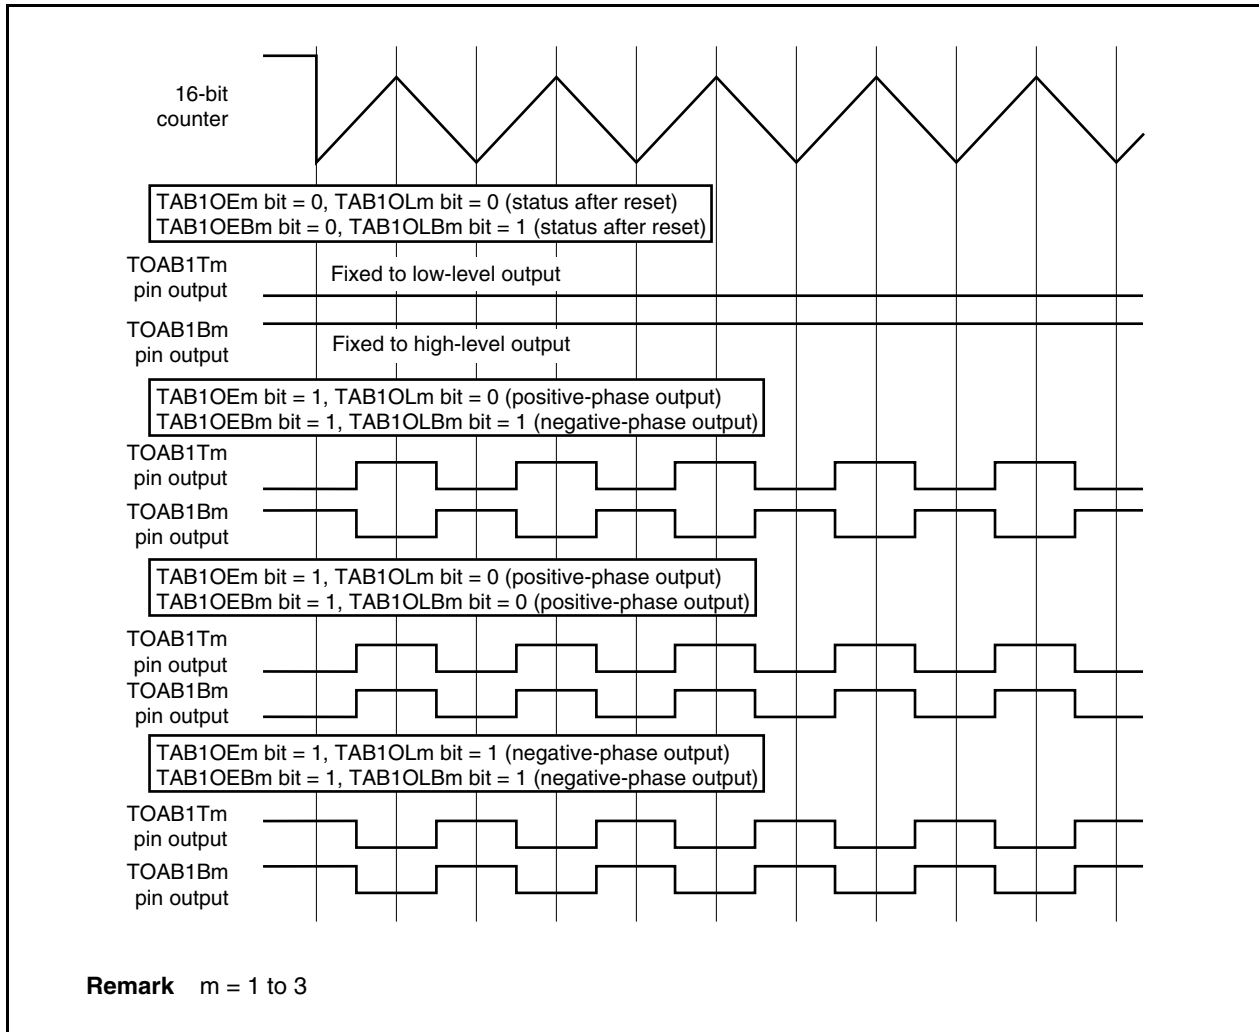 16-bit
counter
TAB1OEm bit = 0, TAB1OLm bit = 0 (status after reset)
TAB1OEBm bit = 0, TAB1OLBm bit = 1 (status after reset)
TOAB1Tm
pin output
Fixed to low-level output
TOAB1Bm
pin output
Fixed to high-level output
TAB1OEm bit = 1, TAB1OLm bit = 0 (positive-phase output)
TAB1OEBm bit = 1, TAB1OLBm bit = 1 (negative-phase output)
TOAB1Tm
pin output
TOAB1Bm
pin output
TAB1OEm bit = 1, TAB1OLm bit = 0 (positive-phase output)
TAB1OEBm bit = 1, TAB1OLBm bit = 0 (positive-phase output)
TOAB1Tm
pin output
TOAB1Bm
pin output
TAB1OEm bit = 1, TAB1OLm bit = 1 (negative-phase output)
TAB1OEBm bit = 1, TAB1OLBm bit = 1 (negative-phase output)
TOAB1Tm
pin output
TOAB1Bm
pin output
Remark m = 1 to 3